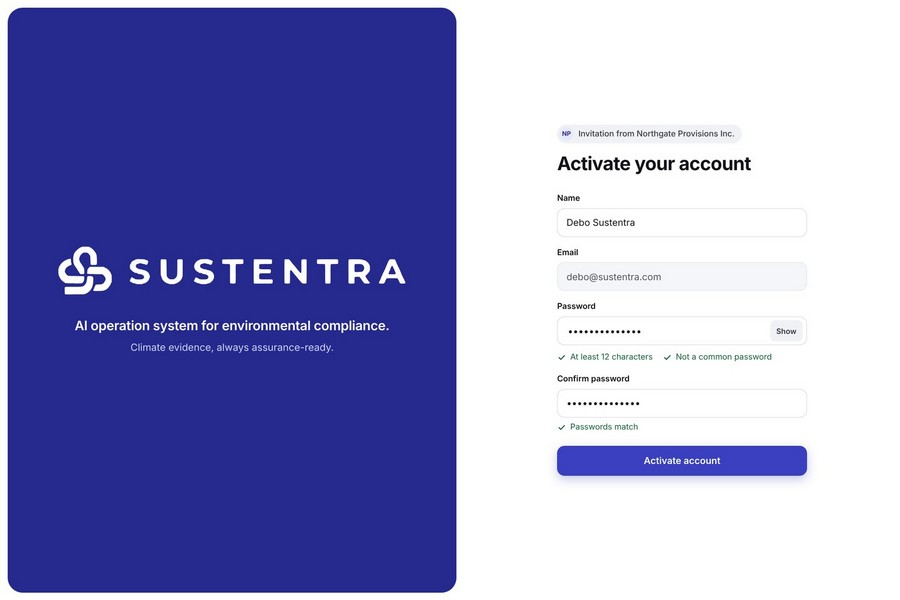 SUSTENTRA
AI operation system for environmental compliance.
Climate evidence, always assurance-ready.
NP Invitation from Northgate Provisions Inc.
Activate your account
Name
Debo Sustentra
Email
debo@sustentra.com
Password
•••••••••••••• Show
✓ At least 12 characters ✓ Not a common password
Confirm password
••••••••••••••
✓ Passwords match
Activate account